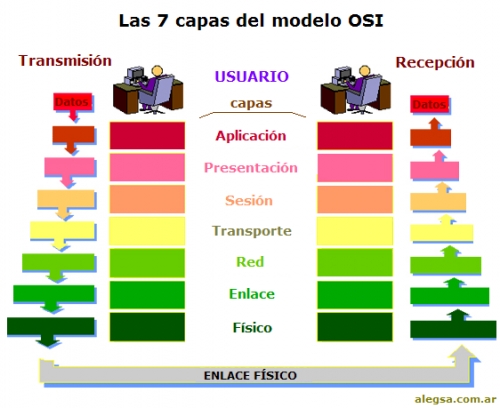 Las 7 capas del modelo OSI
Transmisión
Recepción
USUARIO
Datos
capas
Datos
Aplicación
Presentación
Sesión
Transporte
Red
Enlace
Físico
ENLACE FÍSICO
alegsa.com.ar